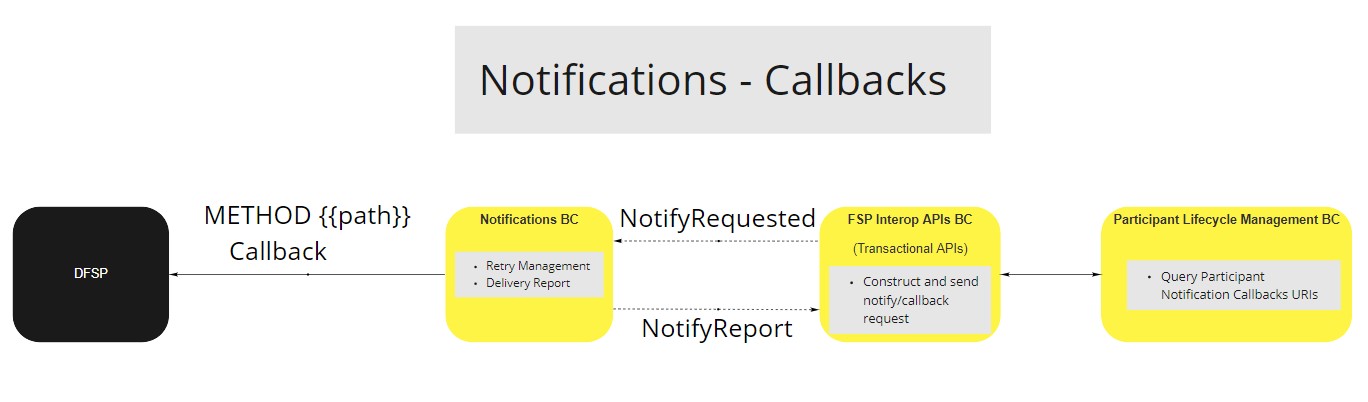 Notifications - Callbacks
METHOD {{path}}
Callback
DFSP
Notifications BC
• Retry Management
• Delivery Report
NotifyRequested
NotifyReport
FSP Interop APIs BC
(Transactional APIs)
• Construct and send
notify/callback
request
Participant Lifecycle Management BC
• Query Participant
Notification Callbacks URIs